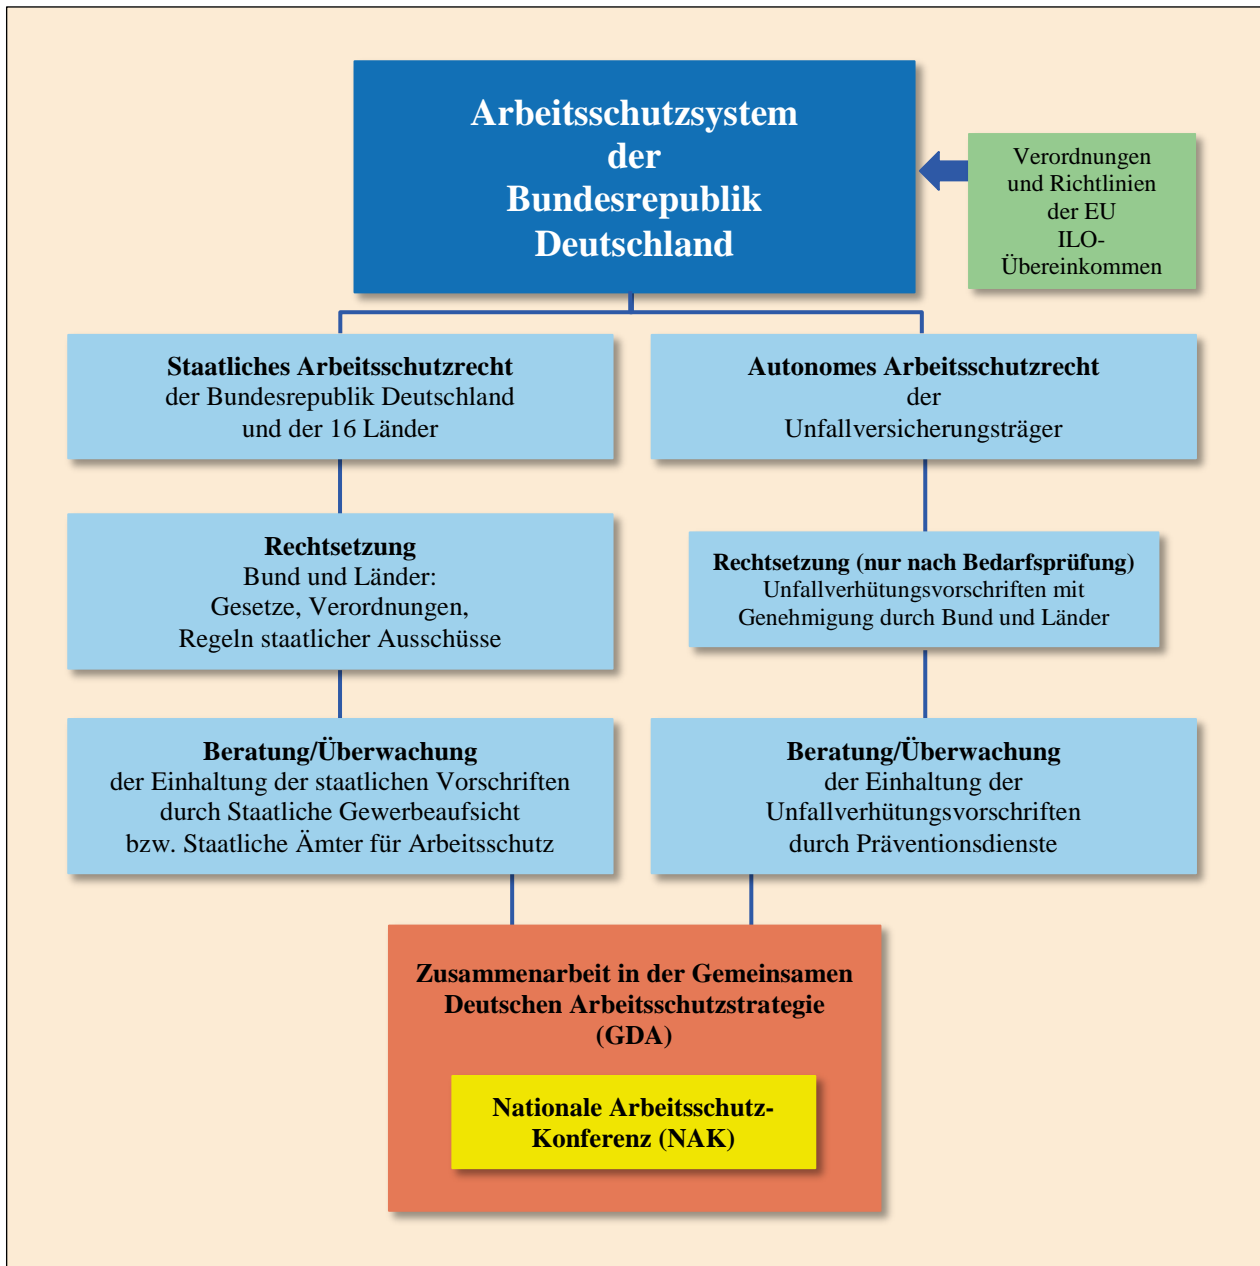 Arbeitsschutzsystem
der
Bundesrepublik
Deutschland
Verordnungen
und Richtlinien
der EU
ILO-
Übereinkommen
Staatliches Arbeitsschutzrecht
der Bundesrepublik Deutschland
und der 16 Länder
Autonomes Arbeitsschutzrecht
der
Unfallversicherungsträger
Rechtsetzung
Bund und Länder:
Gesetze, Verordnungen,
Regeln staatlicher Ausschüsse
Rechtsetzung (nur nach Bedarfsprüfung)
Unfallverhütungsvorschriften mit
Genehmigung durch Bund und Länder
Beratung/Überwachung
der Einhaltung der staatlichen Vorschriften
durch Staatliche Gewerbeaufsicht
bzw. Staatliche Ämter für Arbeitsschutz
Beratung/Überwachung
der Einhaltung der
Unfallverhütungsvorschriften
durch Präventionsdienste
Zusammenarbeit in der Gemeinsamen
Deutschen Arbeitsschutzstrategie
(GDA)
Nationale Arbeitsschutz-
Konferenz (NAK)